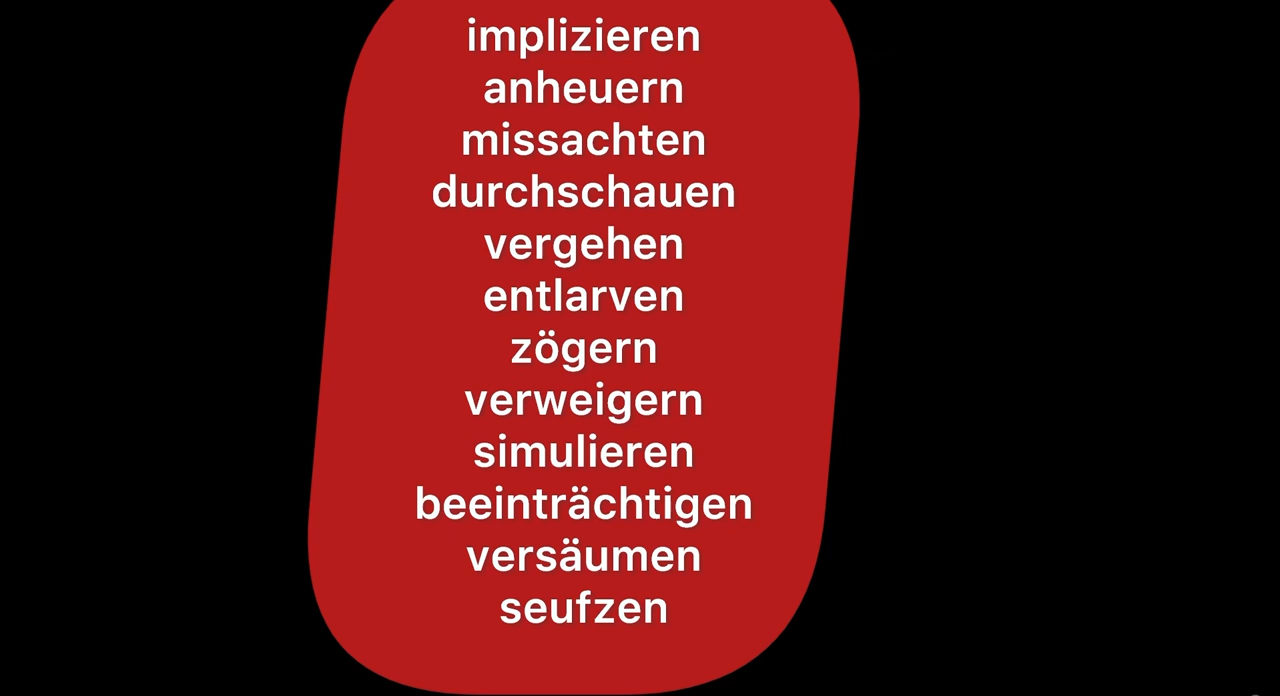 implizieren
anheuern
missachten
durchschauen
vergehen
entlarven
zögern
verweigern
simulieren
beeinträchtigen
versäumen
seufzen